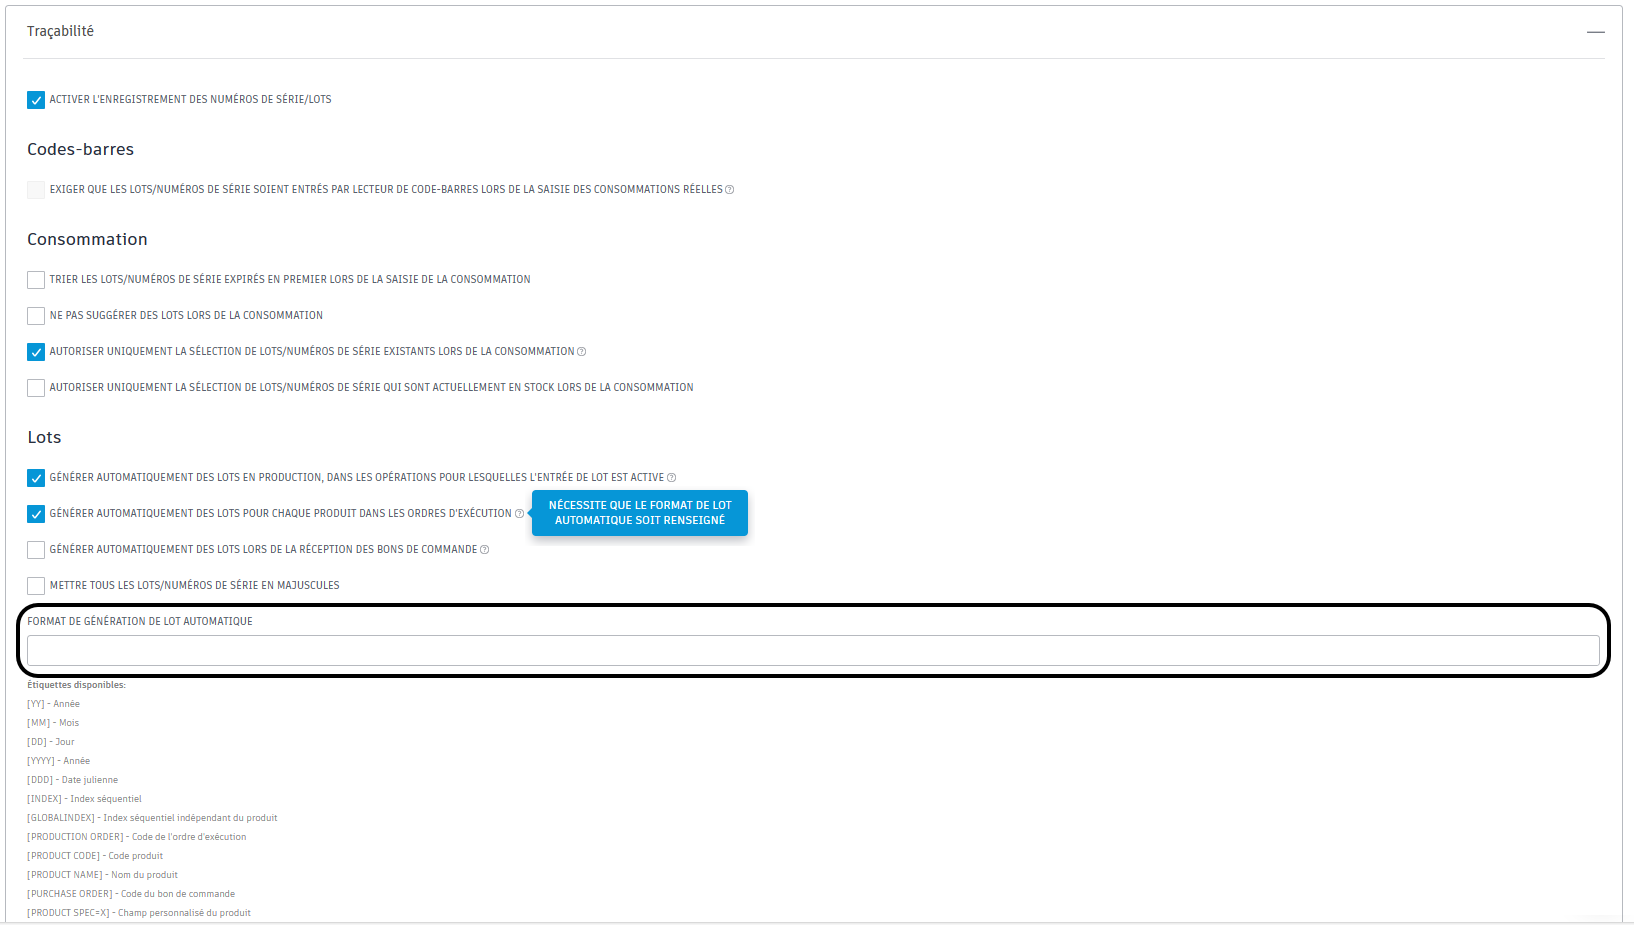 Traçabilité
ACTIVER L'ENREGISTREMENT DES NUMÉROS DE SÉRIE/LOTS
Codes-barres
EXIGER QUE LES LOTS/NUMÉROS DE SÉRIE SOIENT ENTRÉS PAR LECTEUR DE CODE-BARRES LORS DE LA SAISIE DES CONSOMMATIONS RÉELLES
Consommation
TRIER LES LOTS/NUMÉROS DE SÉRIE EXPIRÉS EN PREMIER LORS DE LA SAISIE DE LA CONSOMMATION
NE PAS SUGGÉRER DES LOTS LORS DE LA CONSOMMATION
AUTORISER UNIQUEMENT LA SÉLECTION DE LOTS/NUMÉROS DE SÉRIE EXISTANTS LORS DE LA CONSOMMATION
AUTORISER UNIQUEMENT LA SÉLECTION DE LOTS/NUMÉROS DE SÉRIE QUI SONT ACTUELLEMENT EN STOCK LORS DE LA CONSOMMATION
Lots
GÉNÉRER AUTOMATIQUEMENT DES LOTS EN PRODUCTION, DANS LES OPÉRATIONS POUR LESQUELLES L'ENTRÉE DE LOT EST ACTIVE
GÉNÉRER AUTOMATIQUEMENT DES LOTS POUR CHAQUE PRODUIT DANS LES ORDRES D'EXÉCUTION
NÉCESSITE QUE LE FORMAT DE LOT
AUTOMATIQUE SOIT RENSEIGNÉ
GÉNÉRER AUTOMATIQUEMENT DES LOTS LORS DE LA RÉCEPTION DES BONS DE COMMANDE
METTRE TOUS LES LOTS/NUMÉROS DE SÉRIE EN MAJUSCULES
FORMAT DE GÉNÉRATION DE LOT AUTOMATIQUE
Étiquettes disponibles:
[YY] - Année
[MM] - Mois
[DD] - Jour
[YYYY] - Année
[DDD] - Date julienne
[INDEX] - Index séquentiel
[GLOBALINDEX] - Index séquentiel indépendant du produit
[PRODUCTION ORDER] - Code de l'ordre d'exécution
[PRODUCT CODE] - Code produit
[PRODUCT NAME] - Nom du produit
[PURCHASE ORDER] - Code du bon de commande
[PRODUCT SPEC=X] - Champ personnalisé du produit